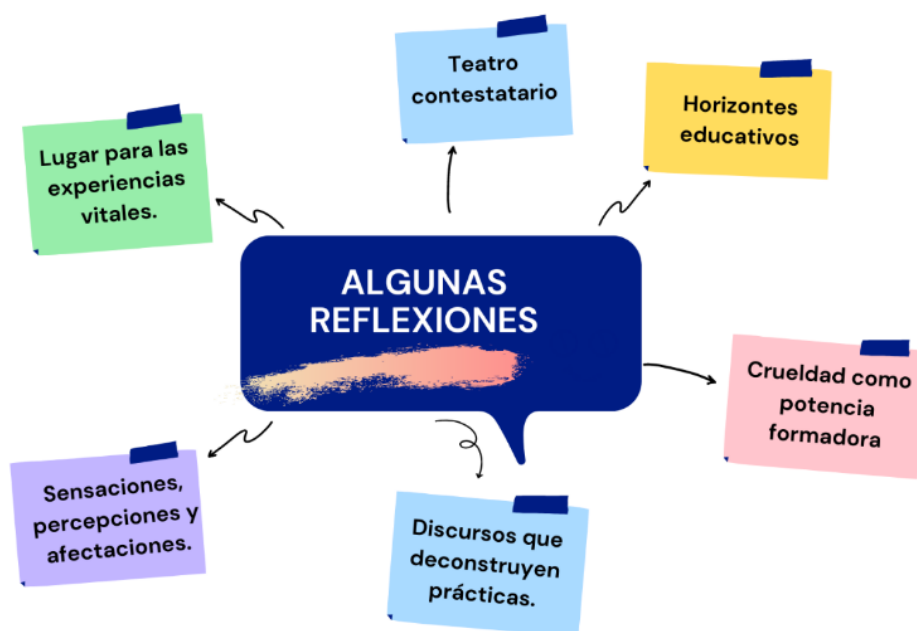 Teatro
contestatario
Horizontes
educativos
Lugar para las
experiencias
vitales.
ALGUNAS
REFLEXIONES
Crueldad como
potencia
formadora
Sensaciones,
percepciones y
afectaciones.
Discursos que
deconstruyen
prácticas.